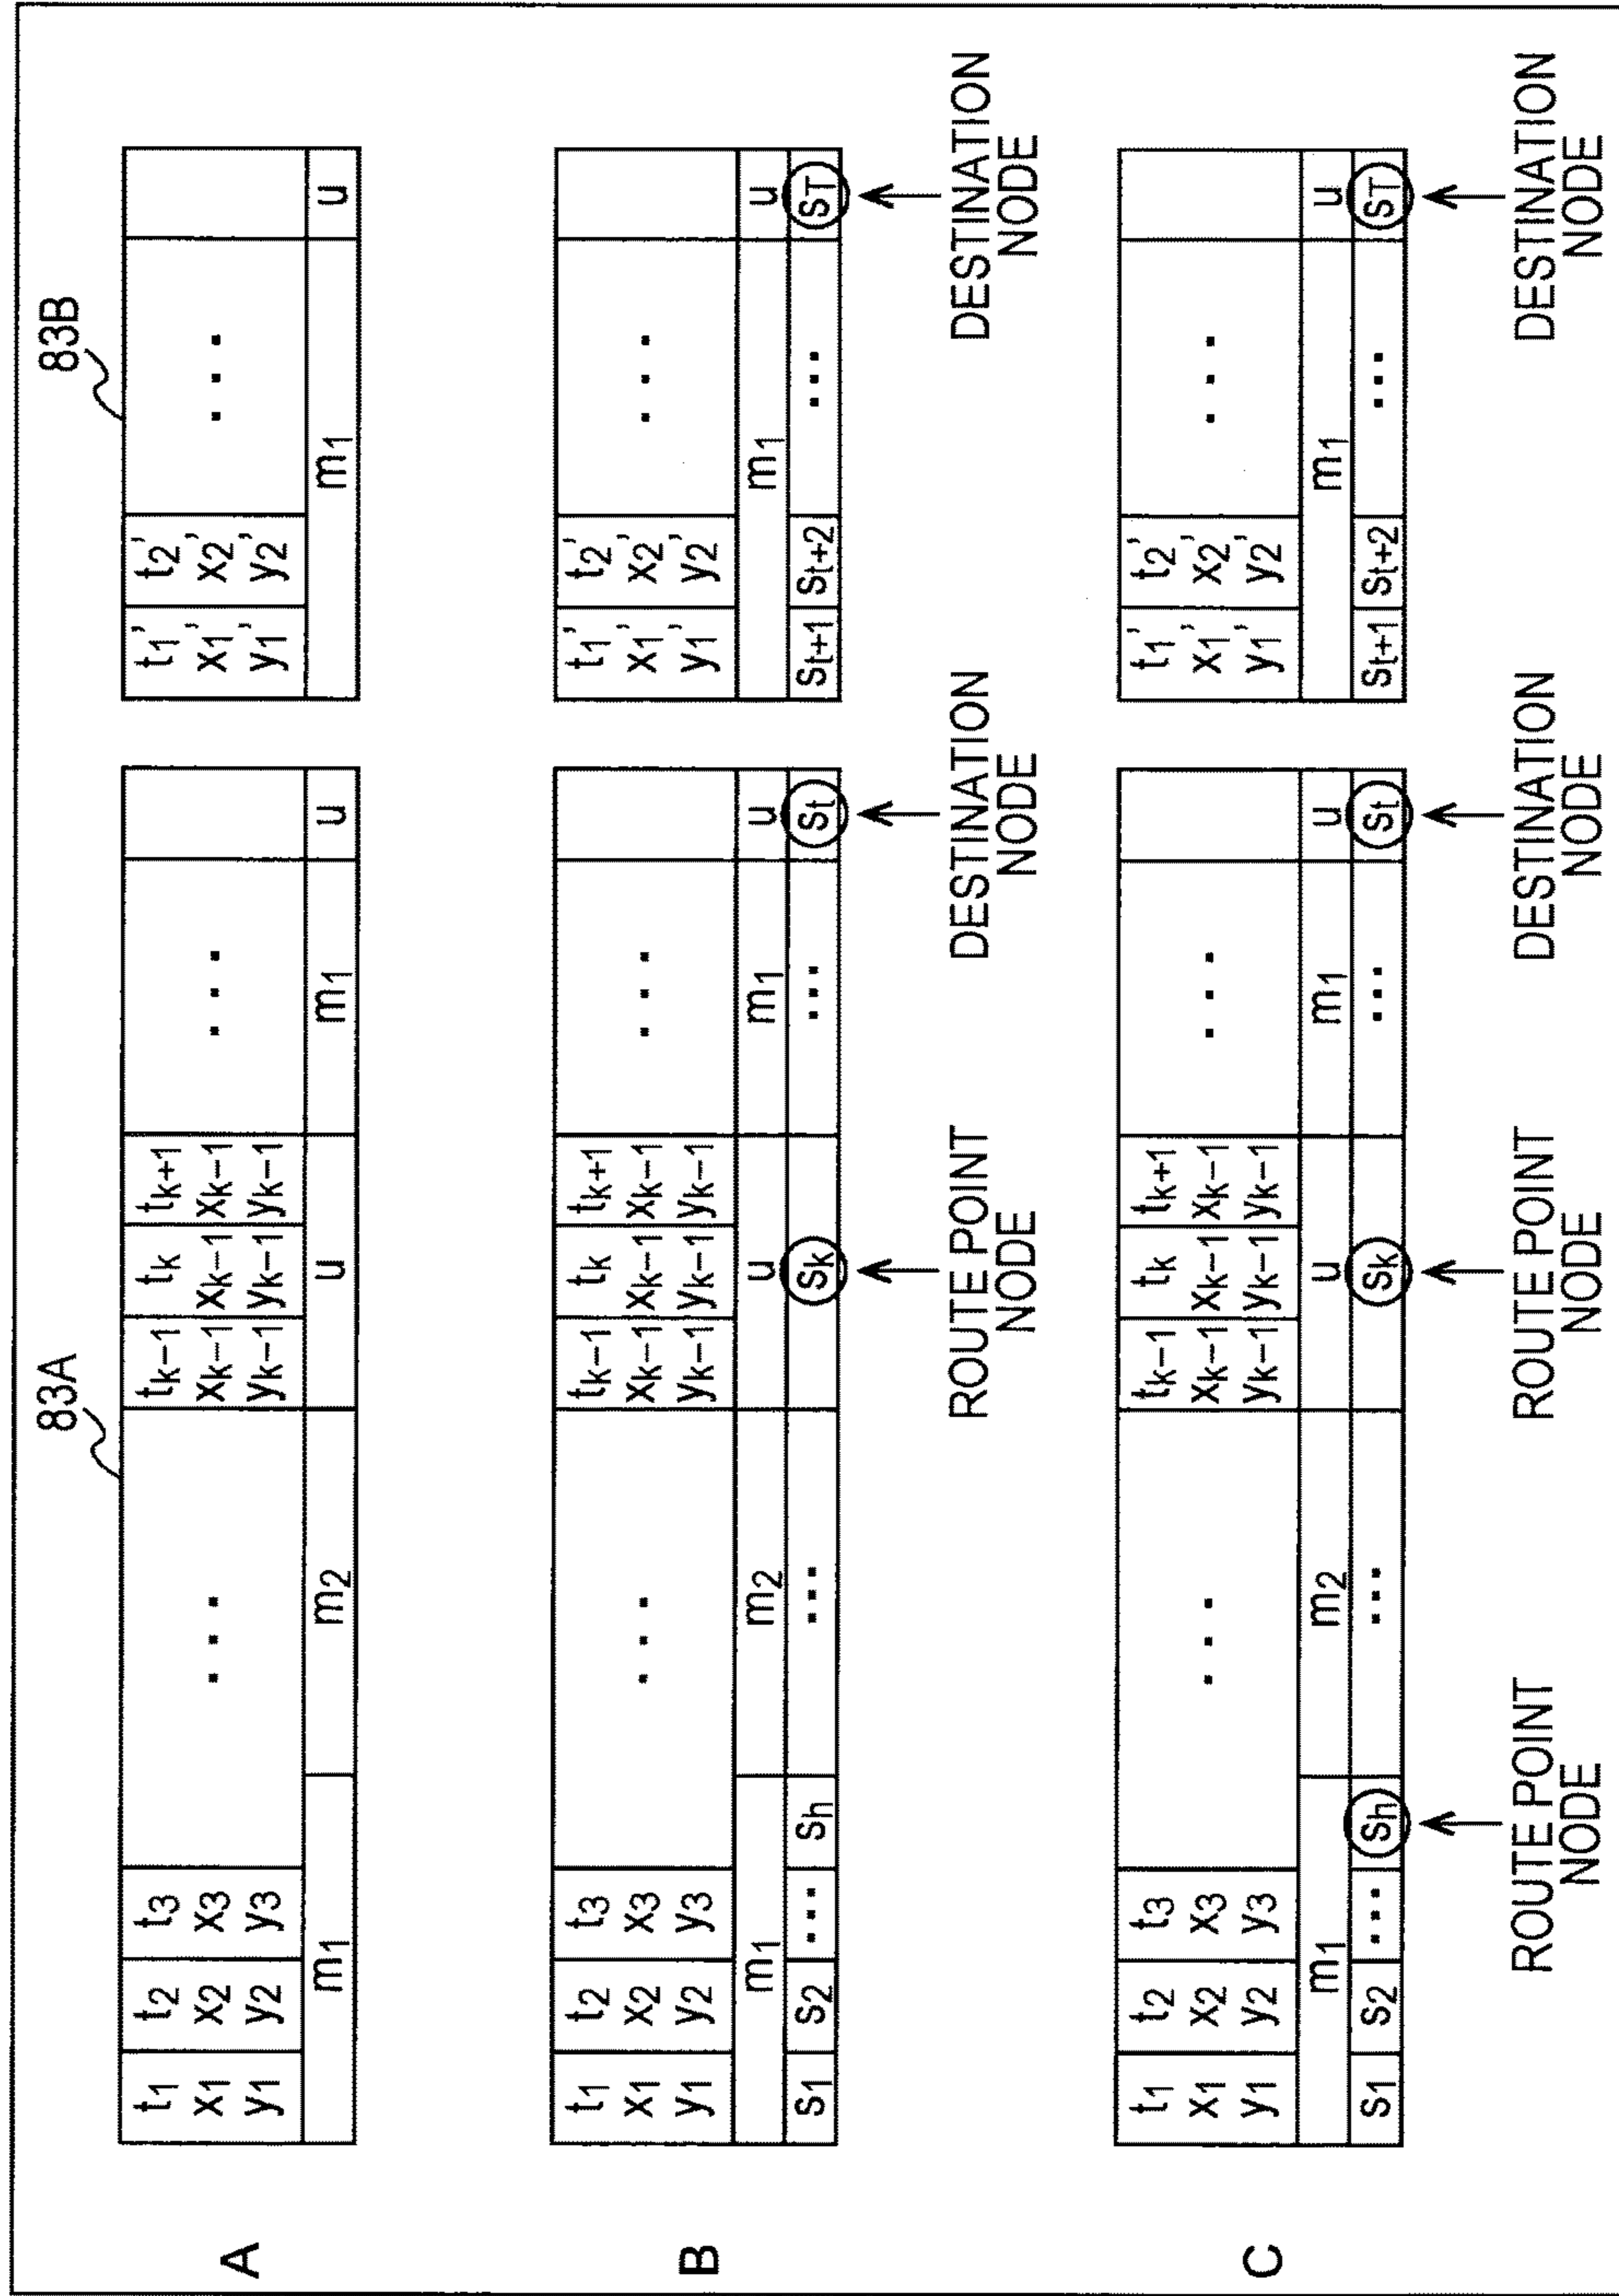 83A 83B
A
t1 t2 t3 ... tk−1 tk tk+1 ... t1' t2' ...
x1 x2 x3 xk−1 xk−1 xk−1 x1' x2'
y1 y2 y3 yk−1 yk−1 yk−1 y1' y2'
m1 m2 u m1 u m1 u
B
t1 t2 t3 ... tk−1 tk tk+1 ... t1' t2' ...
x1 x2 x3 xk−1 xk−1 xk−1 x1' x2'
y1 y2 y3 yk−1 yk−1 yk−1 y1' y2'
m1 m2 u m1 u m1 u
s1 s2 ... sh ... sk ... st st+1 st+2 ... sT
ROUTE POINT DESTINATION DESTINATION
NODE NODE NODE
C
t1 t2 t3 ... tk−1 tk tk+1 ... t1' t2' ...
x1 x2 x3 xk−1 xk−1 xk−1 x1' x2'
y1 y2 y3 yk−1 yk−1 yk−1 y1' y2'
m1 m2 u m1 u m1 u
s1 s2 ... sh ... sk ... st st+1 st+2 ... sT
ROUTE POINT ROUTE POINT DESTINATION DESTINATION
NODE NODE NODE NODE